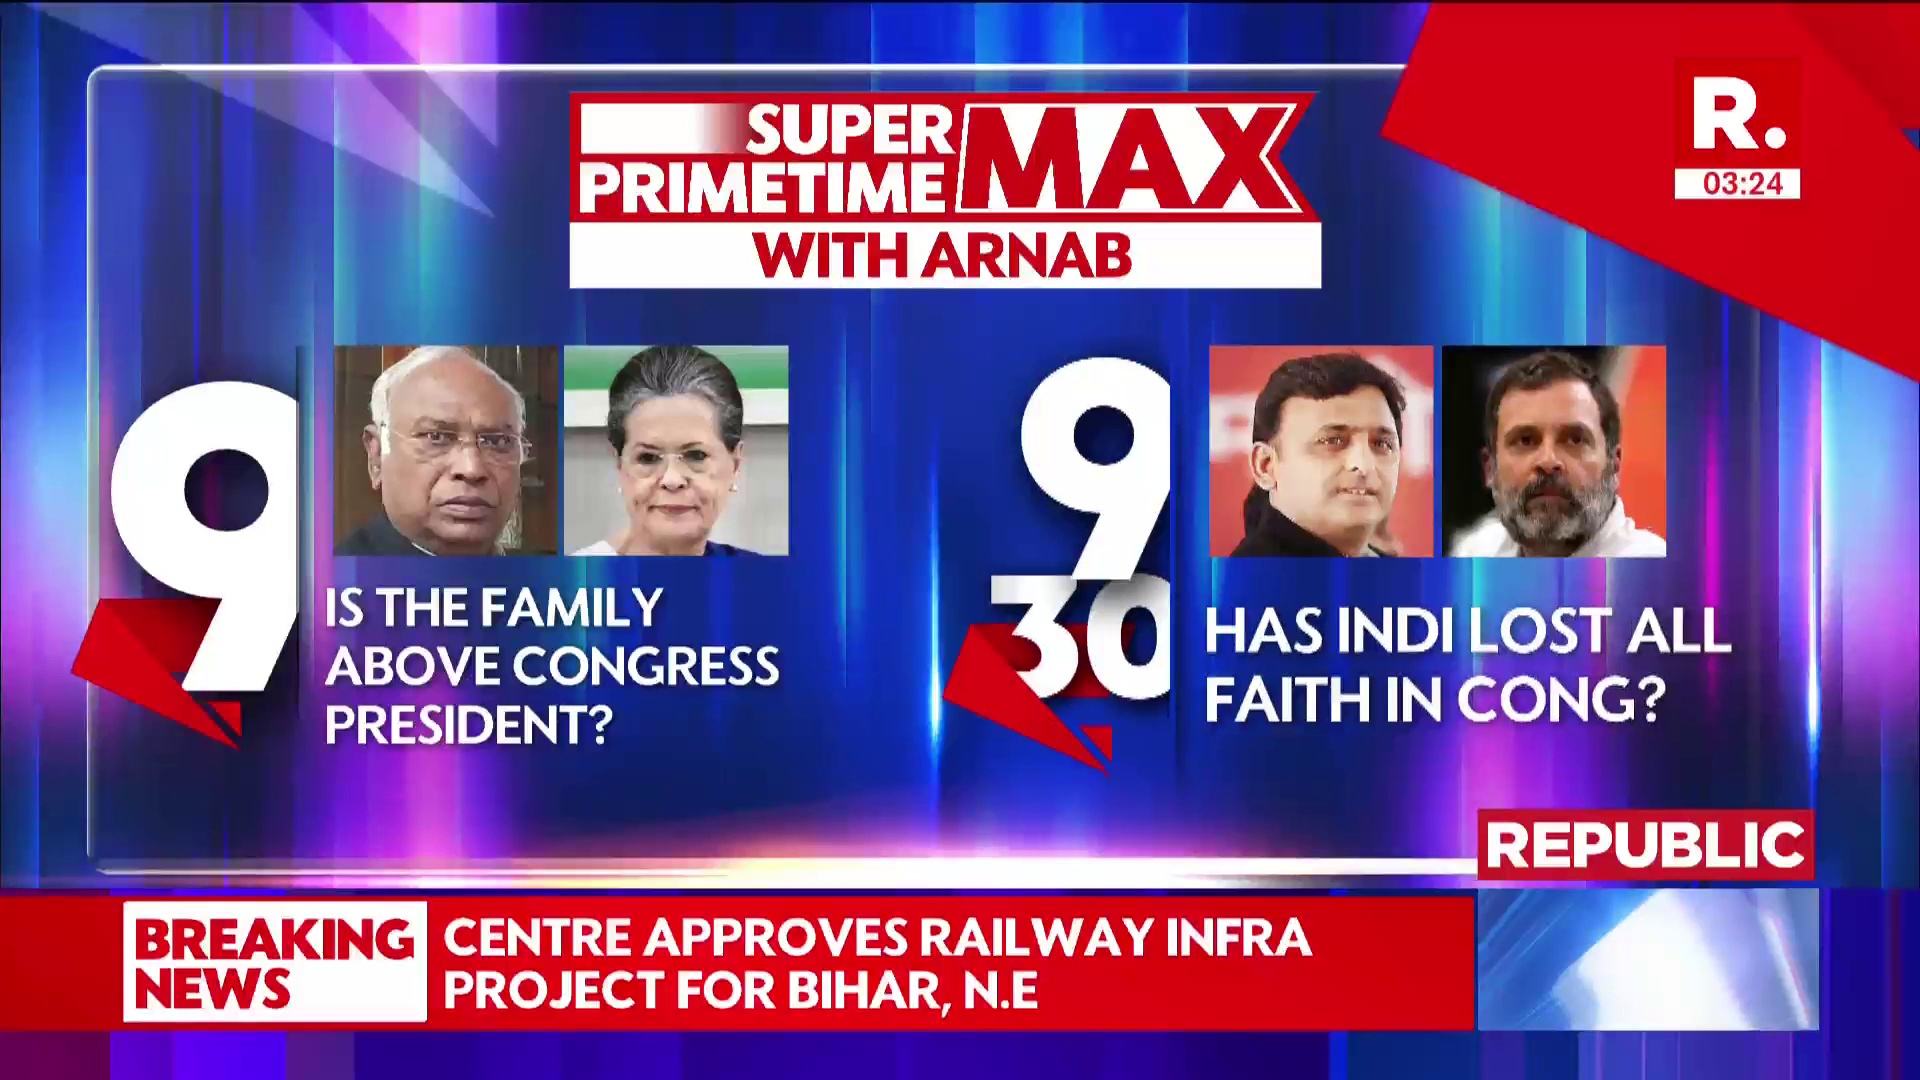 SUPER
PRIMETIME MAX
WITH ARNAB
R.
03:24
9
IS THE FAMILY
ABOVE CONGRESS
PRESIDENT?
9
30
HAS INDI LOST ALL
FAITH IN CONG?
REPUBLIC
BREAKING
NEWS
CENTRE APPROVES RAILWAY INFRA
PROJECT FOR BIHAR, N.E